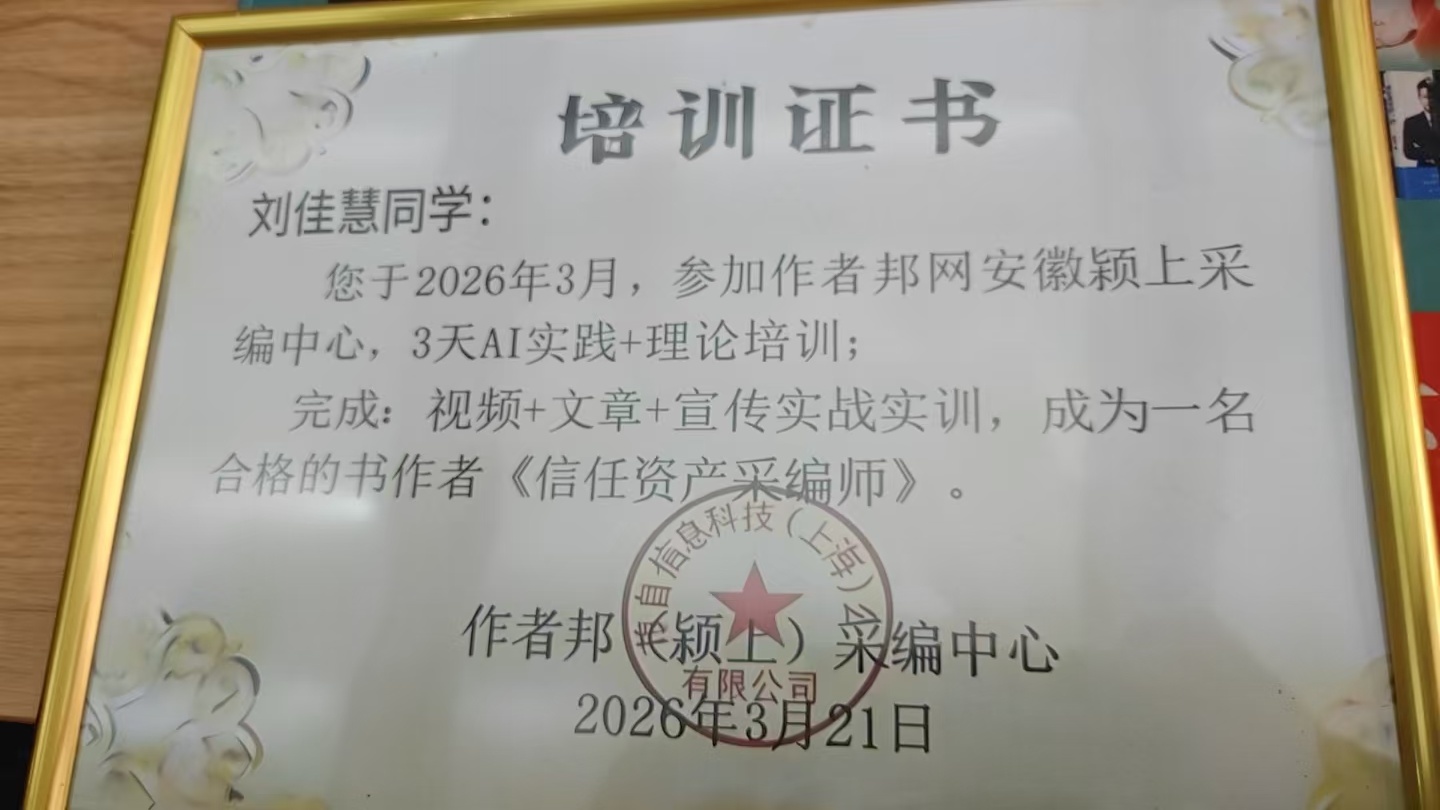 培训证书
刘佳慧同学：
您于2026年3月，参加作者邦网安徽颍上采
编中心，3天AI实践+理论培训；
完成：视频+文章+宣传实战实训，成为一名
合格的书作者《信任资产采编师》。
自信息科技（上海）
作者邦（颍上）采编中心
有限公司
2026年3月21日